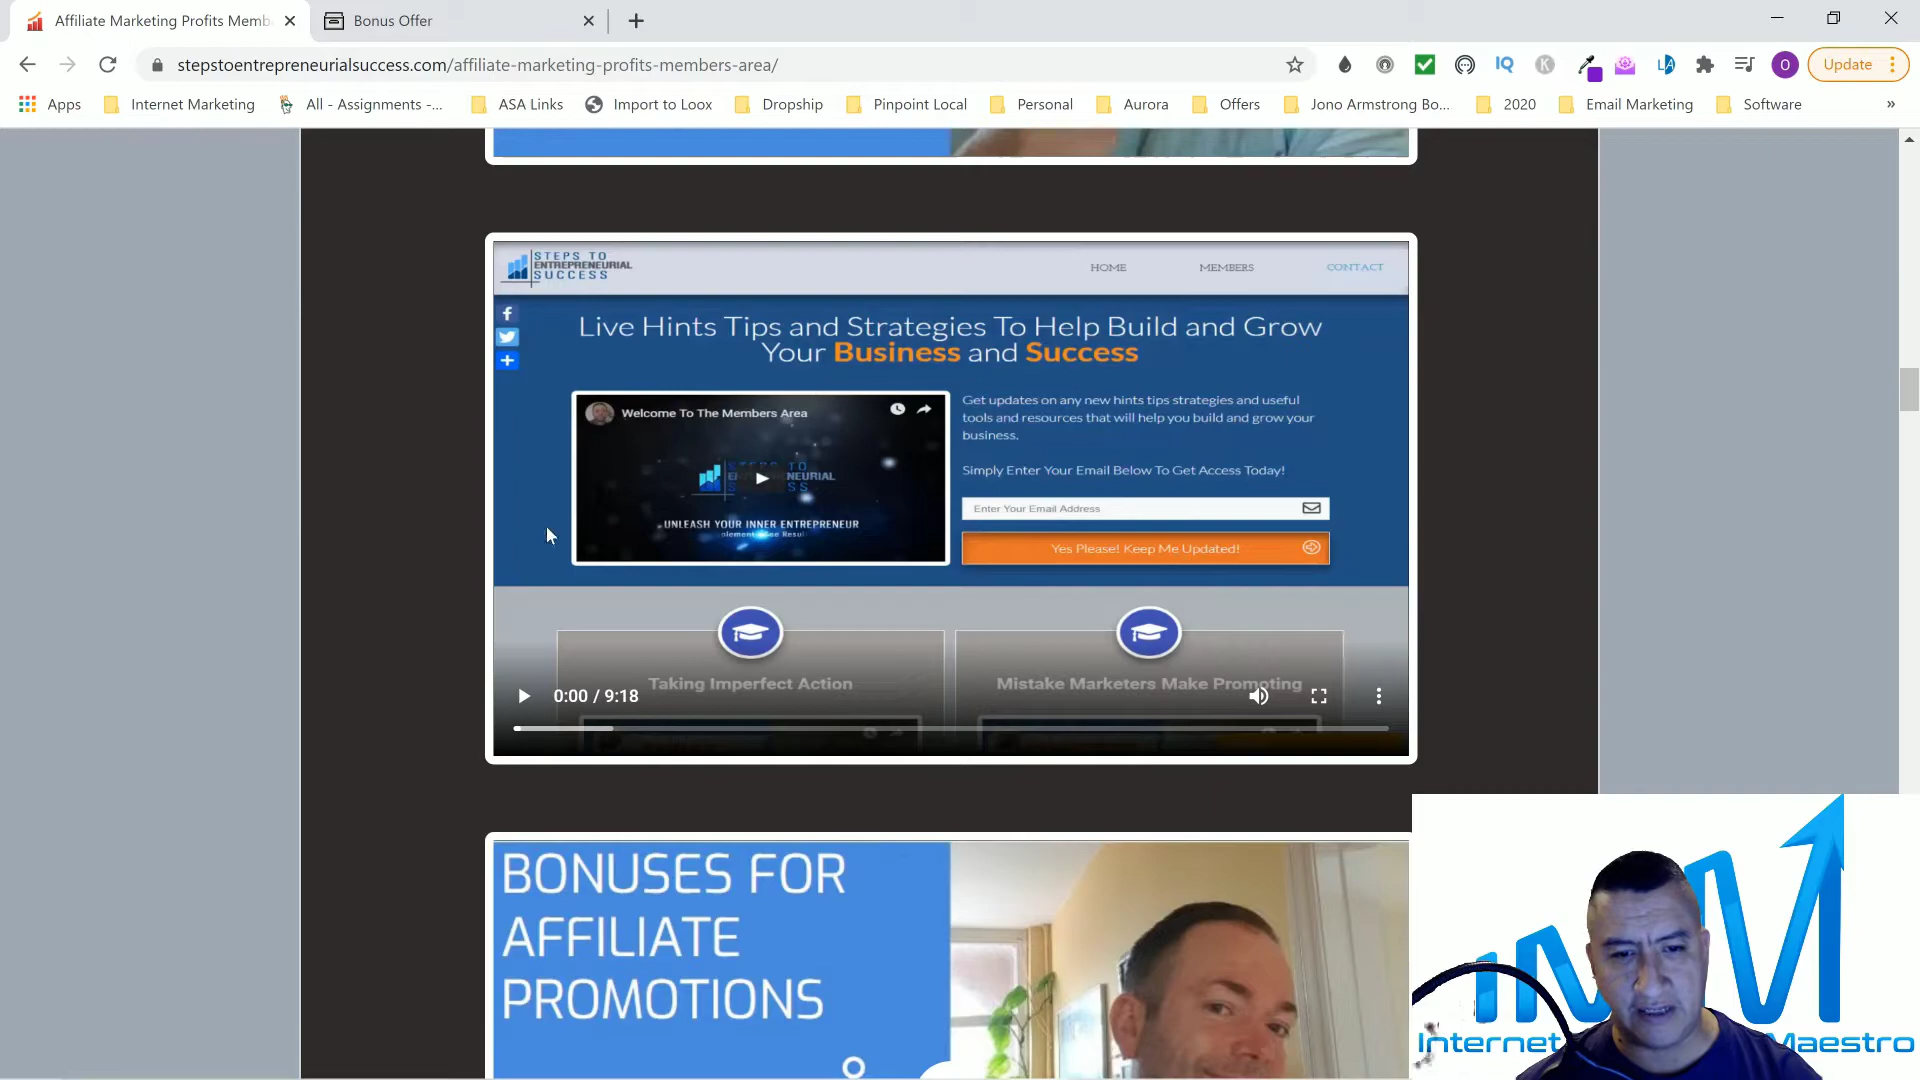 Affiliate Marketing Profits Memb
Bonus Offer
stepstoentrepreneurialsuccess.com/affiliate-marketing-profits-members-area/
IQ
K
O
Update
Apps
Internet Marketing
All - Assignments -...
ASA Links
Import to Loox
Dropship
Pinpoint Local
Personal
Aurora
Offers
Jono Armstrong Bo...
2020
Email Marketing
Software
»
STEPS TO
ENTREPRENEURIAL
SUCCESS
HOME
MEMBERS
CONTACT
Live Hints Tips and Strategies To Help Build and Grow
Your Business and Success
Welcome To The Members Area
UNLEASH YOUR INNER ENTREPRENEUR
Get updates on any new hints tips strategies and useful
tools and resources that will help you build and grow your
business.
Simply Enter Your Email Below To Get Access Today!
Enter Your Email Address
Yes Please! Keep Me Updated!
Taking Imperfect Action
Mistake Marketers Make Promoting
0:00 / 9:18
BONUSES FOR
AFFILIATE
PROMOTIONS
Internet Maestro